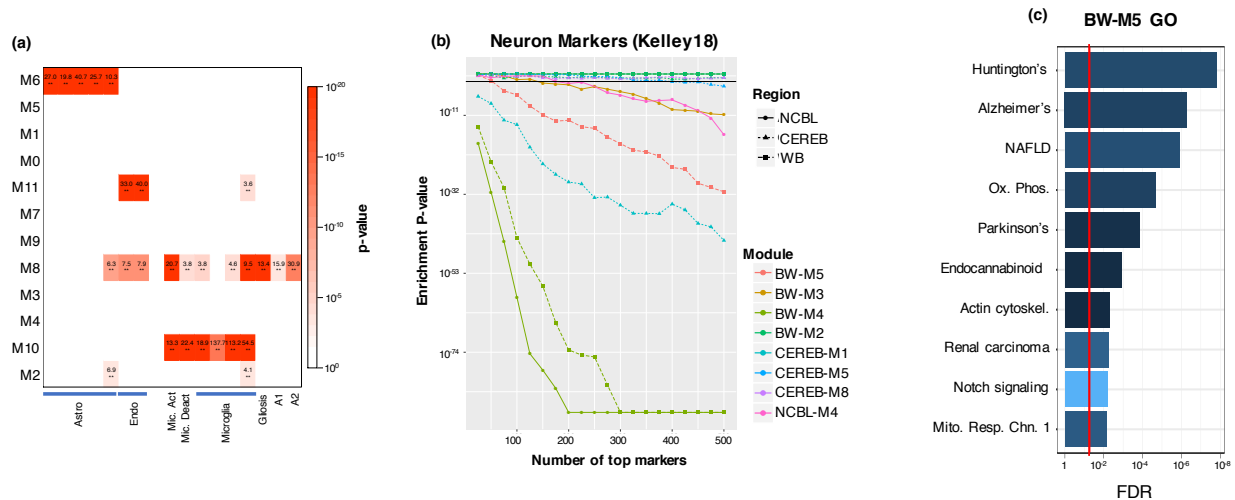 (a)
M6
M5
M1
M0
M11
M7
M9
M8
M3
M4
M10
M2
27.0 19.8 40.7 25.7 10.3
** ** ** ** **
33.0 40.0 3.6
** ** **
6.3 7.5 7.9 20.7 3.8 3.8 4.6 9.5 13.4 15.9 30.9
** ** ** ** ** ** ** ** ** ** **
13.3 22.4 18.9 137.7 113.2 54.5
** ** ** ** ** **
6.9 4.1
** **
Astro
Endo
Mic. Act
Mic. Deact
Microglia
Gliosis
A1
A2
10^-20
10^-15
10^-10
10^-5
10^0
p-value
(b)
Neuron Markers (Kelley18)
Enrichment P-value
10^-11
10^-32
10^-53
10^-74
100 200 300 400 500
Number of top markers
Region
NCBL
CEREB
WB
Module
BW-M5
BW-M3
BW-M4
BW-M2
CEREB-M1
CEREB-M5
CEREB-M8
NCBL-M4
(c)
BW-M5 GO
Huntington's
Alzheimer's
NAFLD
Ox. Phos.
Parkinson's
Endocannabinoid
Actin cytoskel.
Renal carcinoma
Notch signaling
Mito. Resp. Chn. 1
1 10^-2 10^-4 10^-6 10^-8
FDR